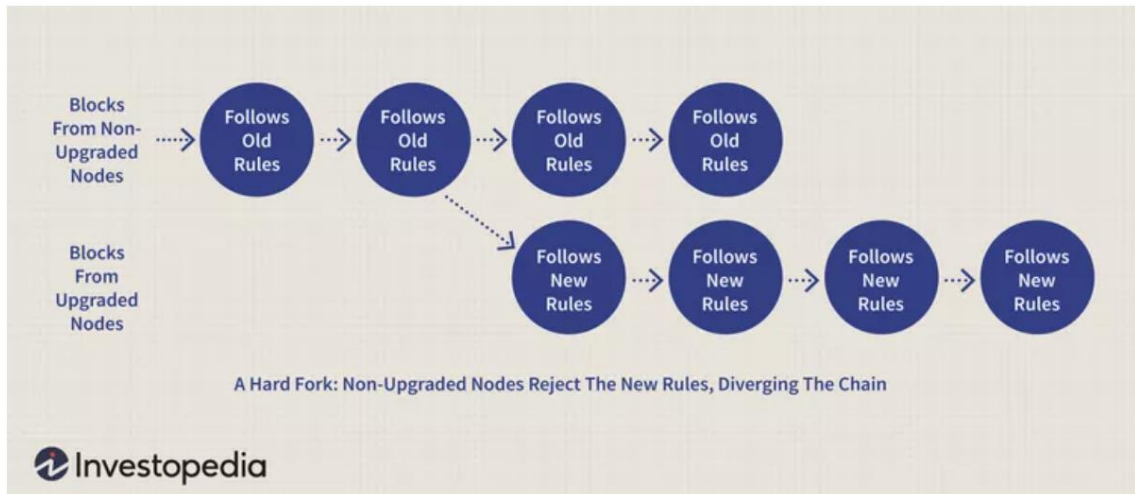 Blocks
From Non-
Upgraded
Nodes
Follows
Old
Rules
Follows
Old
Rules
Follows
Old
Rules
Follows
Old
Rules
Blocks
From
Upgraded
Nodes
Follows
New
Rules
Follows
New
Rules
Follows
New
Rules
Follows
New
Rules
A Hard Fork: Non-Upgraded Nodes Reject The New Rules, Diverging The Chain
Investopedia